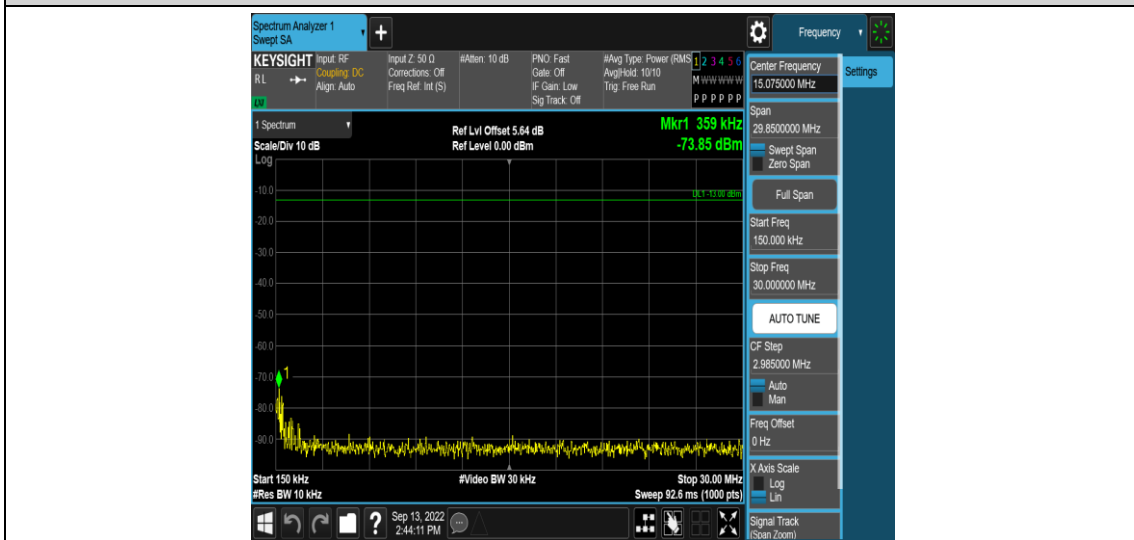 Spectrum Analyzer 1
Swept SA
+
Frequency
KEYSIGHT
RL
Input: RF
Coupling: DC
Align: Auto
Input Z: 50 Ω
Corrections: Off
Freq Ref: Int (S)
#Atten: 10 dB
PNO: Fast
Gate: Off
IF Gain: Low
Sig Track: Off
#Avg Type: Power (RMS
Avg|Hold: 10/10
Trig: Free Run
1 2 3 4 5 6
M W W W W W
P P P P P P
1 Spectrum
Scale/Div 10 dB
Ref Lvl Offset 5.64 dB
Ref Level 0.00 dBm
Mkr1 359 kHz
-73.85 dBm
Log
DL1 -13.00 dBm
-10.0
-20.0
-30.0
-40.0
-50.0
-60.0
-70.0
-80.0
-90.0
1
Start 150 kHz
#Res BW 10 kHz
#Video BW 30 kHz
Stop 30.00 MHz
Sweep 92.6 ms (1000 pts)
?
Sep 13, 2022
2:44:11 PM
Center Frequency
15.075000 MHz
Settings
Span
29.8500000 MHz
Swept Span
Zero Span
Full Span
Start Freq
150.000 kHz
Stop Freq
30.000000 MHz
AUTO TUNE
CF Step
2.985000 MHz
Auto
Man
Freq Offset
0 Hz
X Axis Scale
Log
Lin
Signal Track
(Span Zoom)